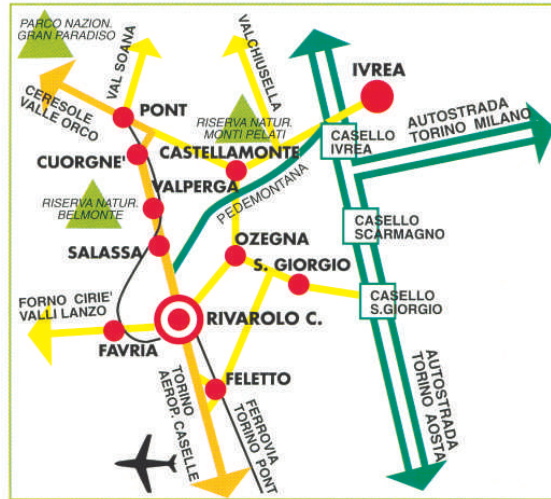 PARCO NAZION.
GRAN PARADISO
VAL SOANA
VALCHIUSELLA
IVREA
CERESOLE
VALLE ORCO
PONT
RISERVA NATUR.
MONTI PELATI
CASELLO
IVREA
AUTOSTRADA
TORINO MILANO
CUORGNE'
CASTELLAMONTE
VALPERGA
RISERVA NATUR.
BELMONTE
PEDEMONTANA
CASELLO
SCARMAGNO
SALASSA
OZEGNA
S. GIORGIO
FORNO CIRIE'
VALLI LANZO
CASELLO
S.GIORGIO
RIVAROLO C.
FAVRIA
FELETTO
TORINO
AEROP. CASELLE
FERROVIA
TORINO PONT
AUTOSTRADA
TORINO AOSTA